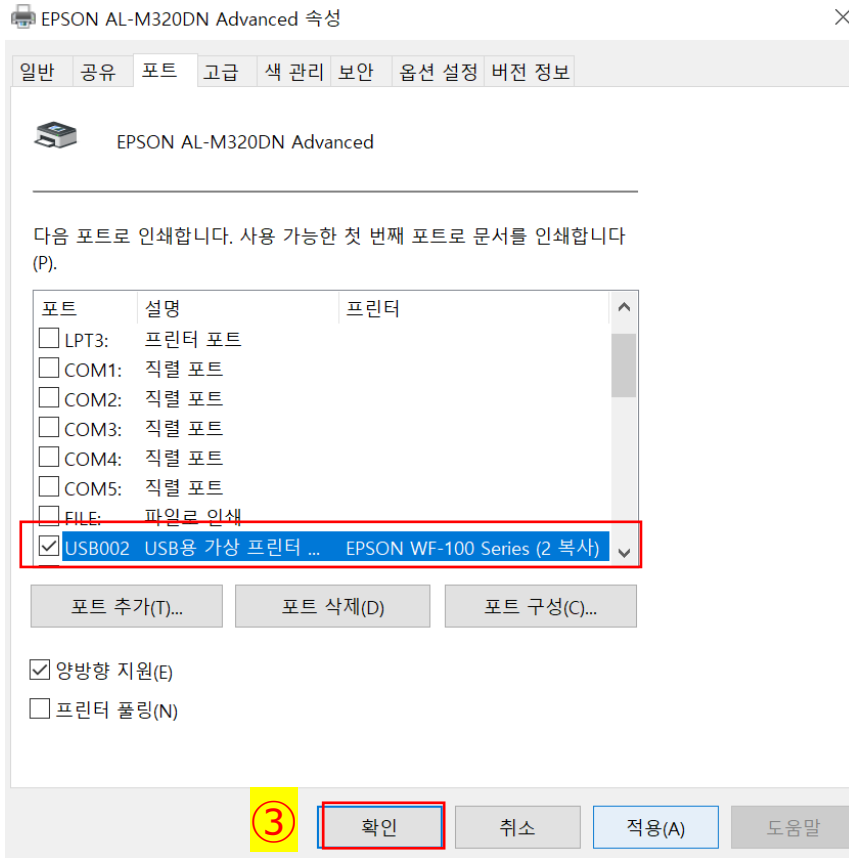 EPSON AL-M320DN Advanced 속성
일반 공유 포트 고급 색 관리 보안 옵션 설정 버전 정보
EPSON AL-M320DN Advanced
다음 포트로 인쇄합니다. 사용 가능한 첫 번째 포트로 문서를 인쇄합니다
(P).
포트 설명 프린터
LPT3: 프린터 포트
COM1: 직렬 포트
COM2: 직렬 포트
COM3: 직렬 포트
COM4: 직렬 포트
COM5: 직렬 포트
FILE: 파일로 인쇄
USB002 USB용 가상 프린터 ... EPSON WF-100 Series (2 복사)
포트 추가(T)... 포트 삭제(D) 포트 구성(C)...
양방향 지원(E)
프린터 풀링(N)
③ 확인 취소 적용(A) 도움말